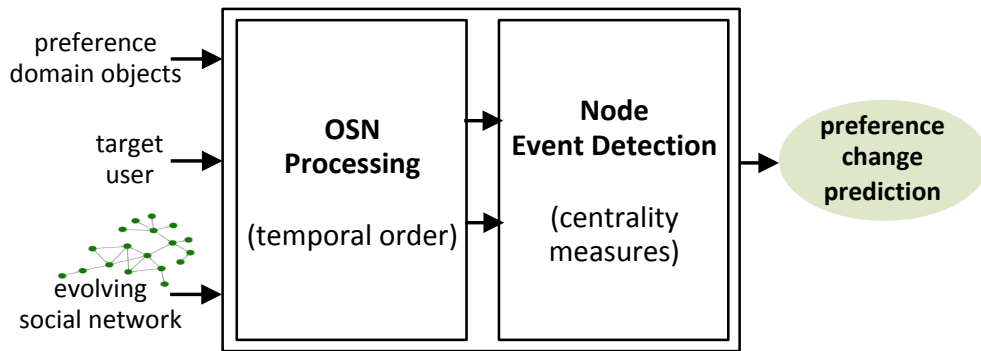 preference
domain objects
target
user
evolving
social network
OSN
Processing
(temporal order)
Node
Event Detection
(centrality
measures)
preference
change
prediction